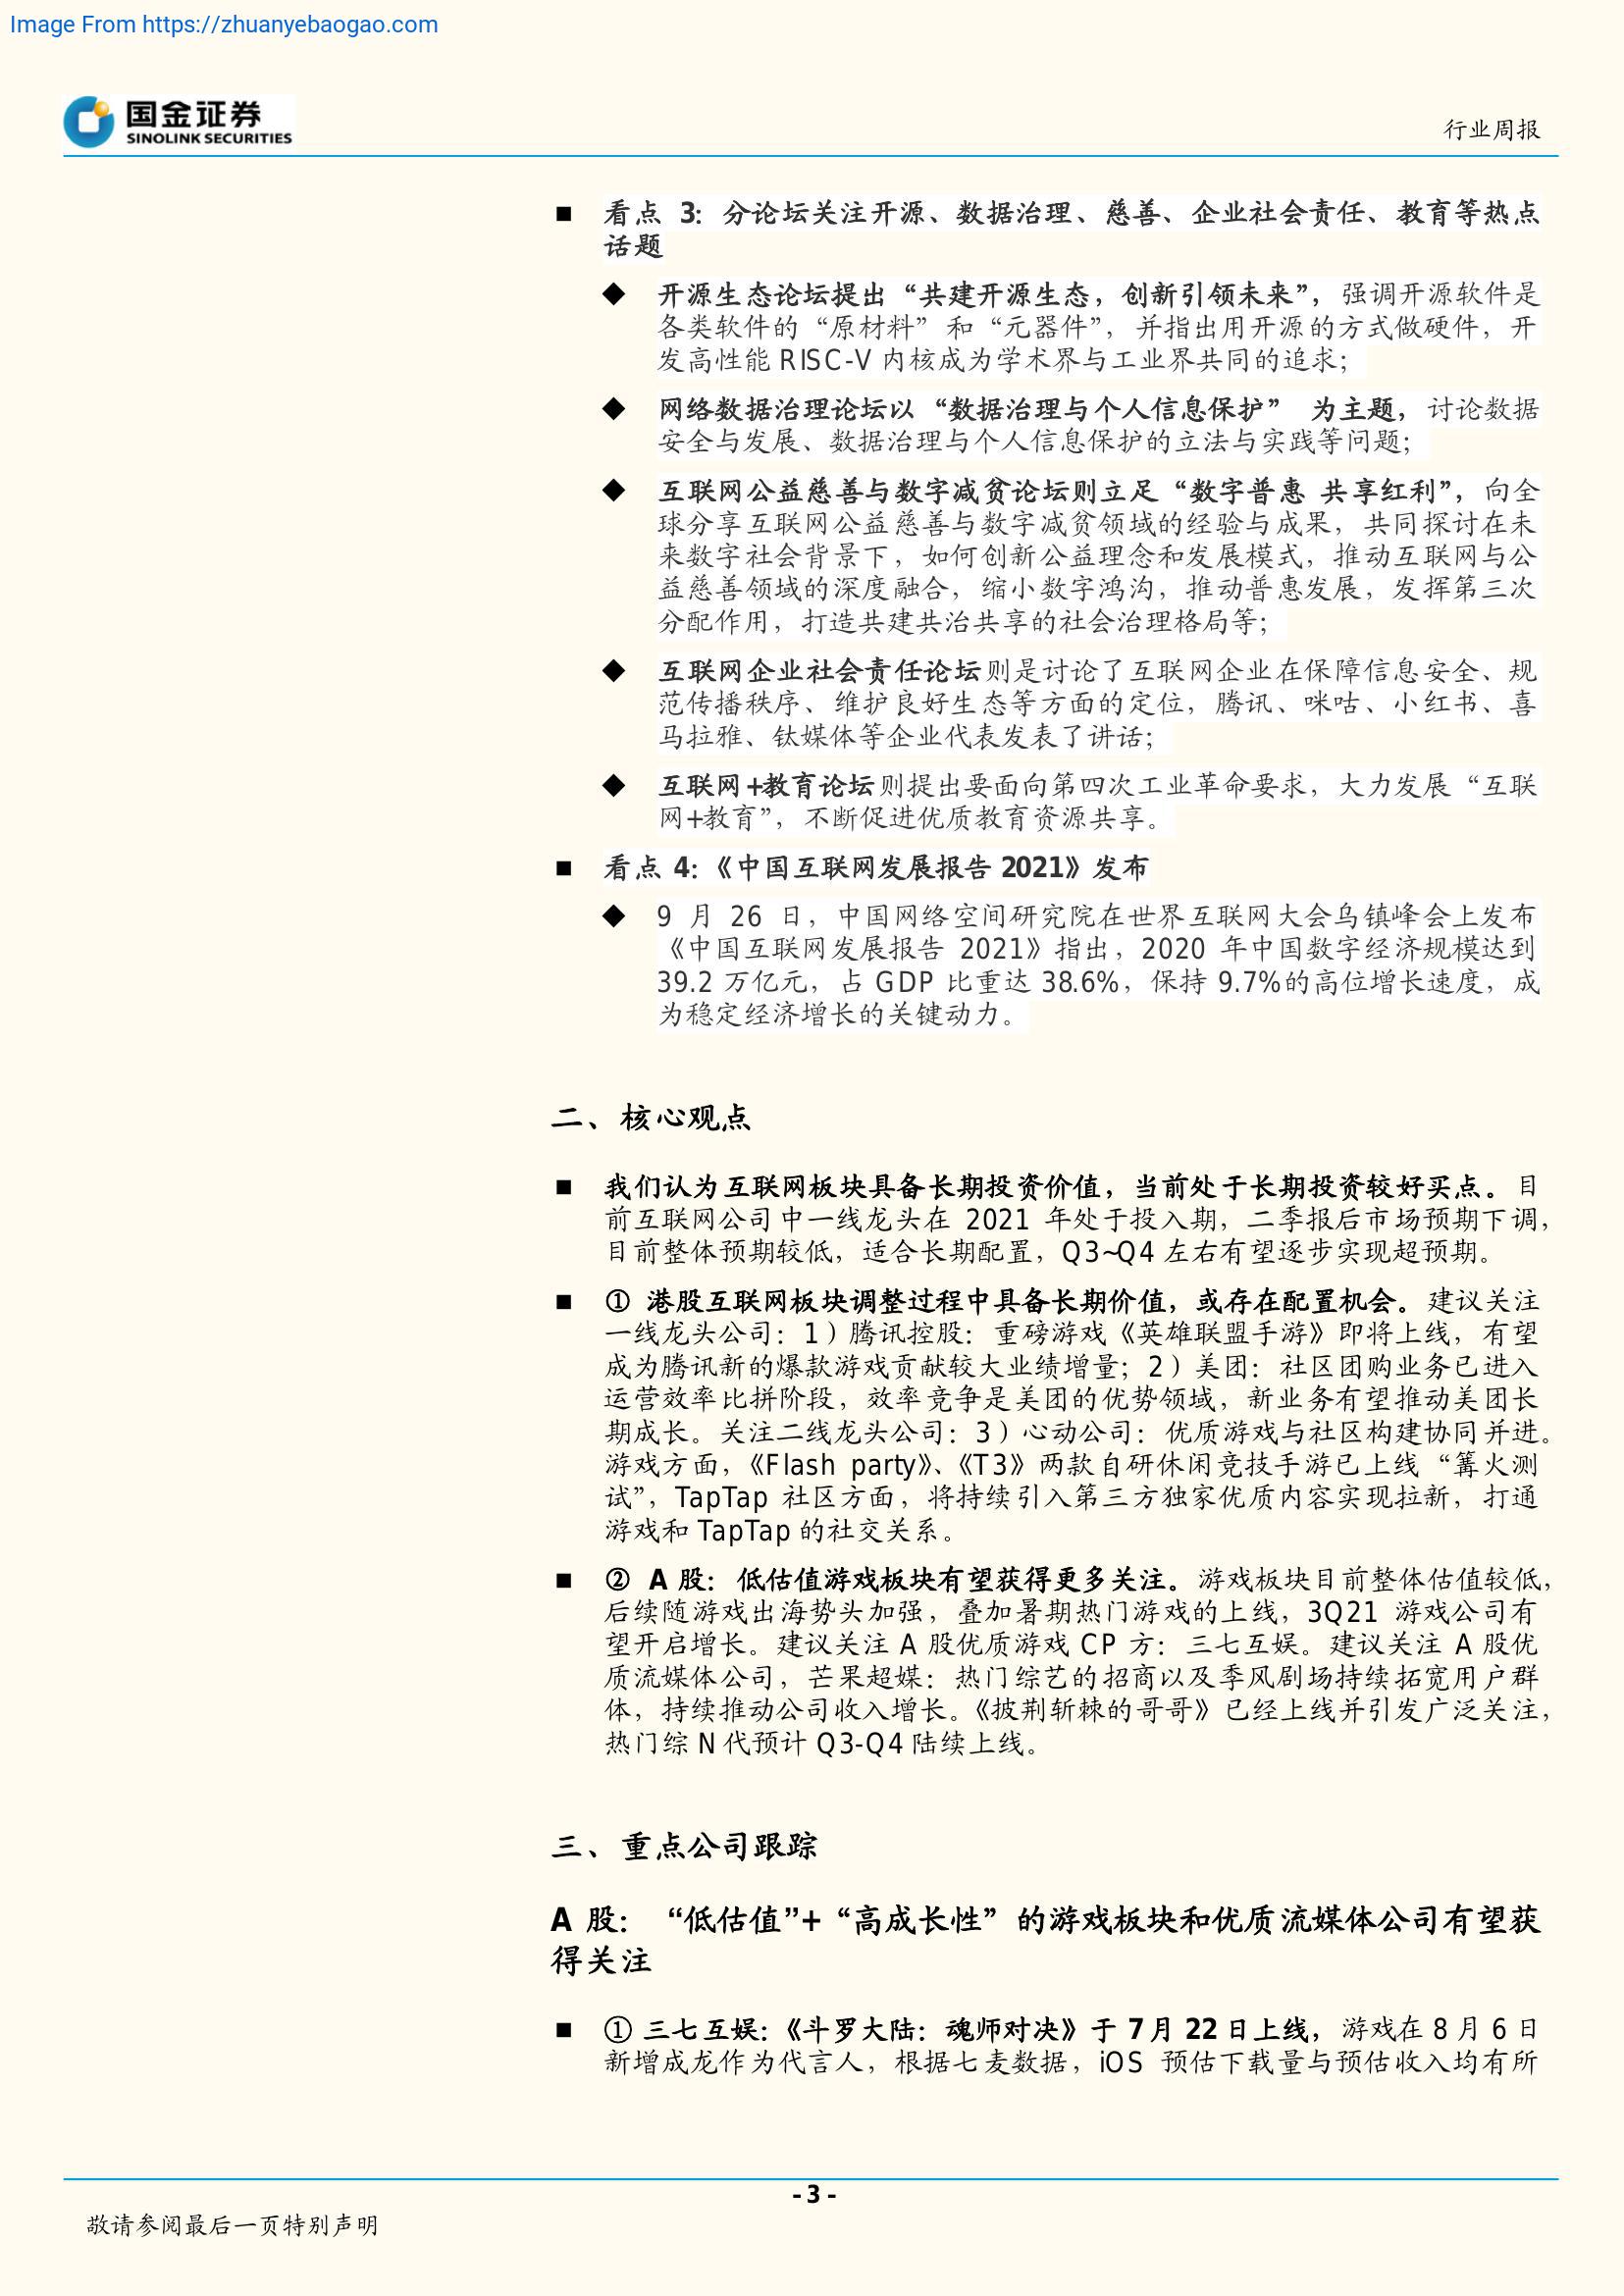 Image From https://zhuanyebaogao.com
国金证券
SINOLINK SECURITIES
行业周报
■ 看点 3：分论坛关注开源、数据治理、慈善、企业社会责任、教育等热点
话题
◆ 开源生态论坛提出“共建开源生态，创新引领未来”，强调开源软件是
各类软件的“原材料”和“元器件”，并指出用开源的方式做硬件，开
发高性能 RISC-V 内核成为学术界与工业界共同的追求；
◆ 网络数据治理论坛以“数据治理与个人信息保护” 为主题，讨论数据
安全与发展、数据治理与个人信息保护的立法与实践等问题；
◆ 互联网公益慈善与数字减贫论坛则立足“数字普惠 共享红利”，向全
球分享互联网公益慈善与数字减贫领域的经验与成果，共同探讨在未
来数字社会背景下，如何创新公益理念和发展模式，推动互联网与公
益慈善领域的深度融合，缩小数字鸿沟，推动普惠发展，发挥第三次
分配作用，打造共建共治共享的社会治理格局等；
◆ 互联网企业社会责任论坛则是讨论了互联网企业在保障信息安全、规
范传播秩序、维护良好生态等方面的定位，腾讯、咪咕、小红书、喜
马拉雅、钛媒体等企业代表发表了讲话；
◆ 互联网+教育论坛则提出要面向第四次工业革命要求，大力发展“互联
网+教育”，不断促进优质教育资源共享。
■ 看点 4：《中国互联网发展报告 2021》发布
◆ 9 月 26 日，中国网络空间研究院在世界互联网大会乌镇峰会上发布
《中国互联网发展报告 2021》指出，2020 年中国数字经济规模达到
39.2 万亿元，占 GDP 比重达 38.6%，保持 9.7%的高位增长速度，成
为稳定经济增长的关键动力。
二、核心观点
■ 我们认为互联网板块具备长期投资价值，当前处于长期投资较好买点。目
前互联网公司中一线龙头在 2021 年处于投入期，二季报后市场预期下调，
目前整体预期较低，适合长期配置，Q3~Q4 左右有望逐步实现超预期。
■ ① 港股互联网板块调整过程中具备长期价值，或存在配置机会。建议关注
一线龙头公司：1）腾讯控股：重磅游戏《英雄联盟手游》即将上线，有望
成为腾讯新的爆款游戏贡献较大业绩增量；2）美团：社区团购业务已进入
运营效率比拼阶段，效率竞争是美团的优势领域，新业务有望推动美团长
期成长。关注二线龙头公司：3）心动公司：优质游戏与社区构建协同并进。
游戏方面，《Flash party》、《T3》两款自研休闲竞技手游已上线“篝火测
试”，TapTap 社区方面，将持续引入第三方独家优质内容实现拉新，打通
游戏和 TapTap 的社交关系。
■ ② A 股：低估值游戏板块有望获得更多关注。游戏板块目前整体估值较低，
后续随游戏出海势头加强，叠加暑期热门游戏的上线，3Q21 游戏公司有
望开启增长。建议关注 A 股优质游戏 CP 方：三七互娱。建议关注 A 股优
质流媒体公司，芒果超媒：热门综艺的招商以及季风剧场持续拓宽用户群
体，持续推动公司收入增长。《披荆斩棘的哥哥》已经上线并引发广泛关注，
热门综 N 代预计 Q3-Q4 陆续上线。
三、重点公司跟踪
A 股：“低估值”+“高成长性”的游戏板块和优质流媒体公司有望获
得关注
■ ① 三七互娱：《斗罗大陆：魂师对决》于 7 月 22 日上线，游戏在 8 月 6 日
新增成龙作为代言人，根据七麦数据，iOS 预估下载量与预估收入均有所
- 3 -
敬请参阅最后一页特别声明